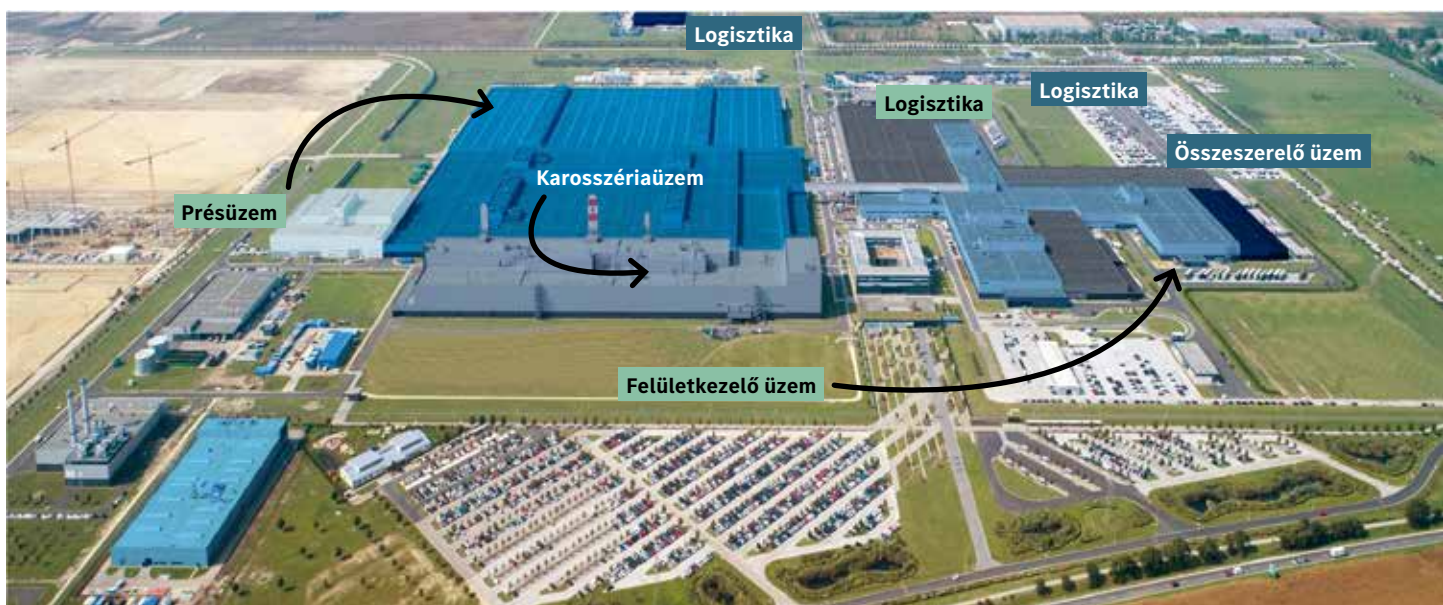 Logisztika
Logisztika
Logisztika
Összeszerelő üzem
Karosszériaüzem
Présüzem
Felületkezelő üzem